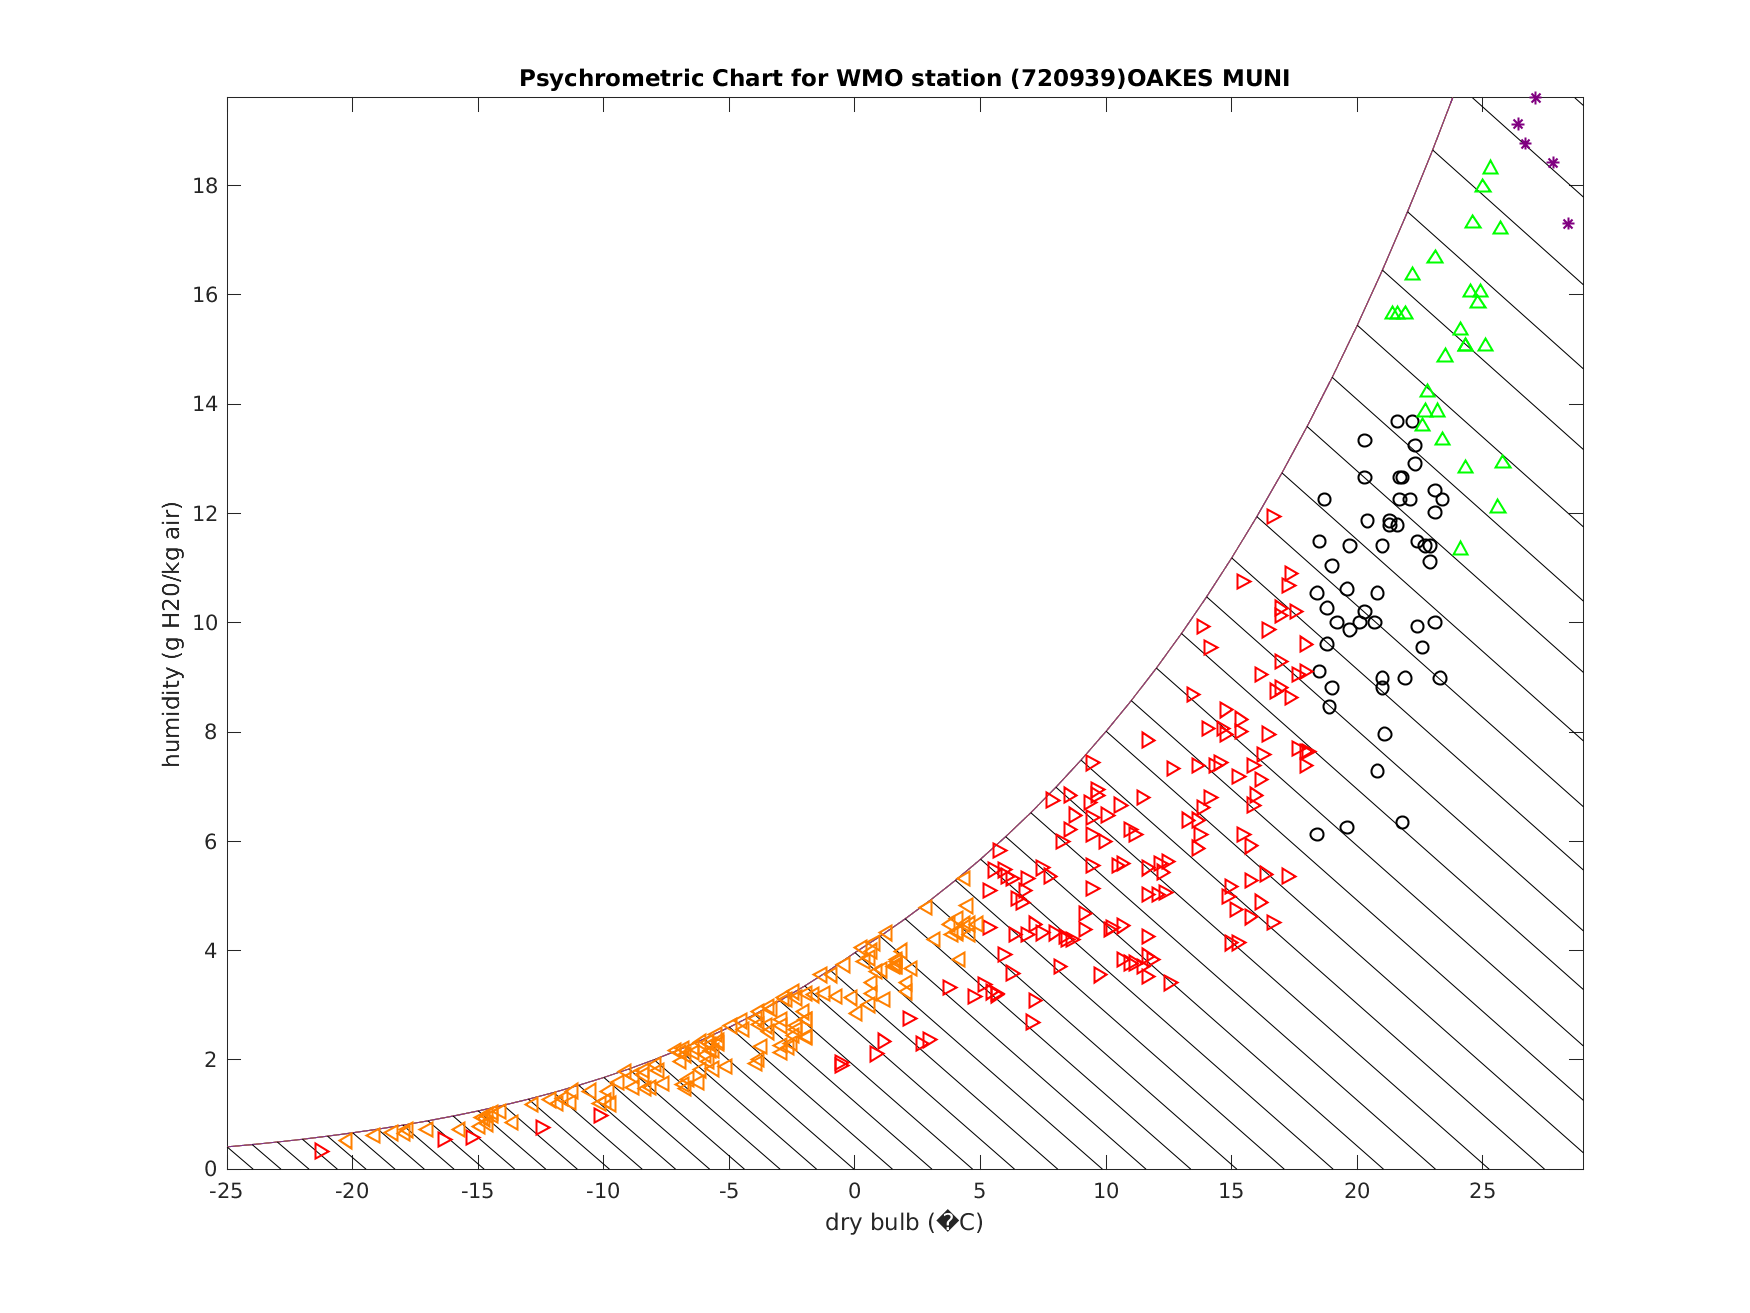 Psychrometric Chart for WMO station (720939)OAKES MUNI
humidity (g H20/kg air)
18
16
14
12
10
8
6
4
2
0
-25 -20 -15 -10 -5 0 5 10 15 20 25
dry bulb (�C)